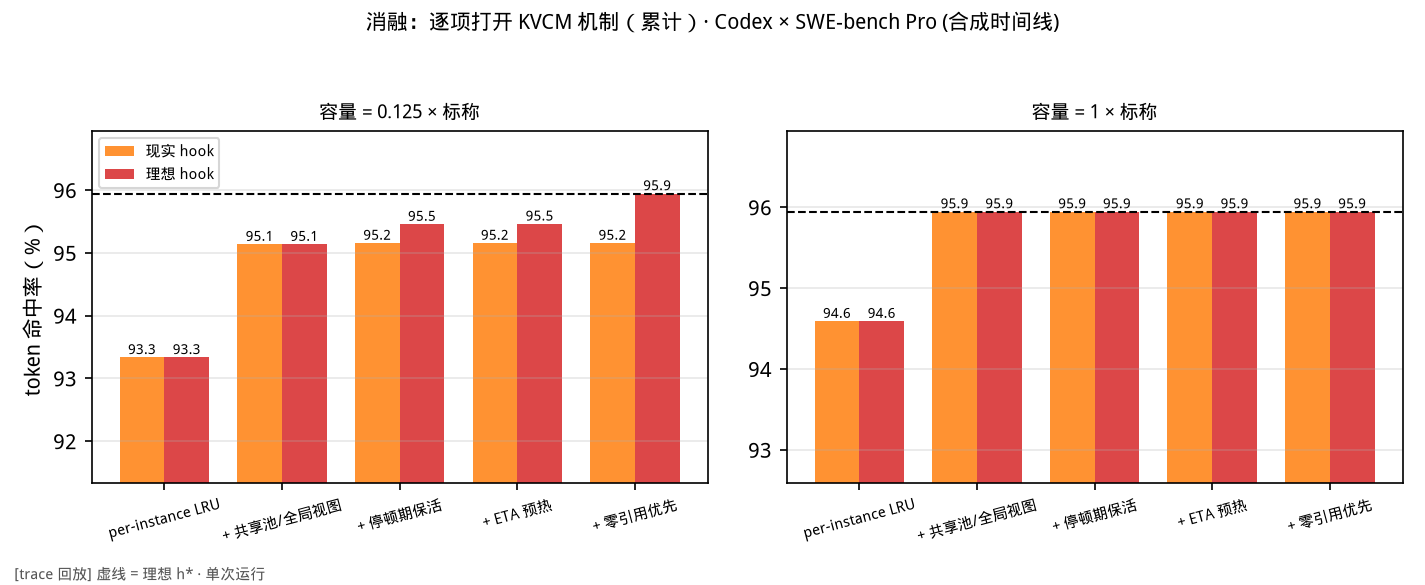 消融：逐项打开 KVCM 机制（累计）· Codex × SWE-bench Pro (合成时间线)
容量 = 0.125 × 标称
现实 hook
理想 hook
token 命中率（%）
96
95
94
93
92
93.3 93.3 95.1 95.1 95.2 95.5 95.2 95.5 95.2 95.9
per-instance LRU
+ 共享池/全局视图
+ 停顿期保活
+ ETA 预热
+ 零引用优先
容量 = 1 × 标称
96
95
94
93
94.6 94.6 95.9 95.9 95.9 95.9 95.9 95.9 95.9 95.9
per-instance LRU
+ 共享池/全局视图
+ 停顿期保活
+ ETA 预热
+ 零引用优先
[trace 回放] 虚线 = 理想 h* · 单次运行